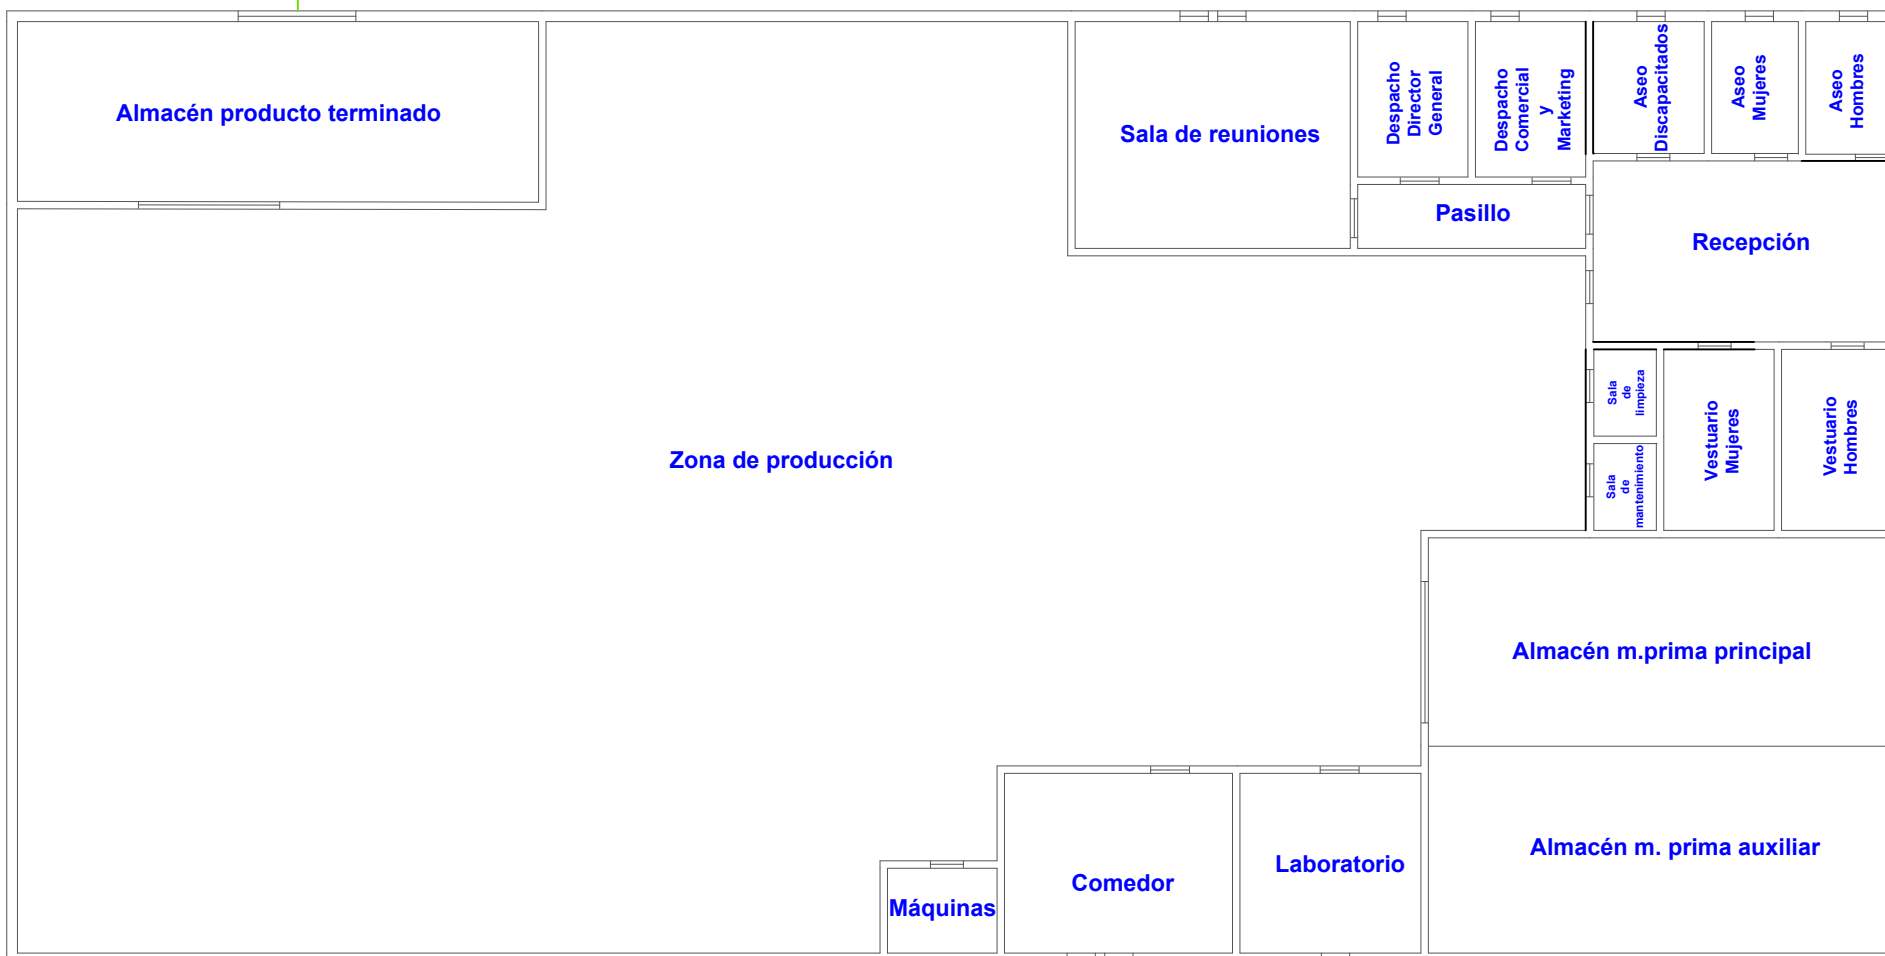 Almacén producto terminado
Sala de reuniones
Despacho
Director
General
Despacho
Comercial
y
Marketing
Aseo
Discapacitados
Aseo
Mujeres
Aseo
Hombres
Pasillo
Recepción
Zona de producción
Sala
de
limpieza
Sala
de
mantenimiento
Vestuario
Mujeres
Vestuario
Hombres
Almacén m.prima principal
Almacén m. prima auxiliar
Laboratorio
Comedor
Máquinas